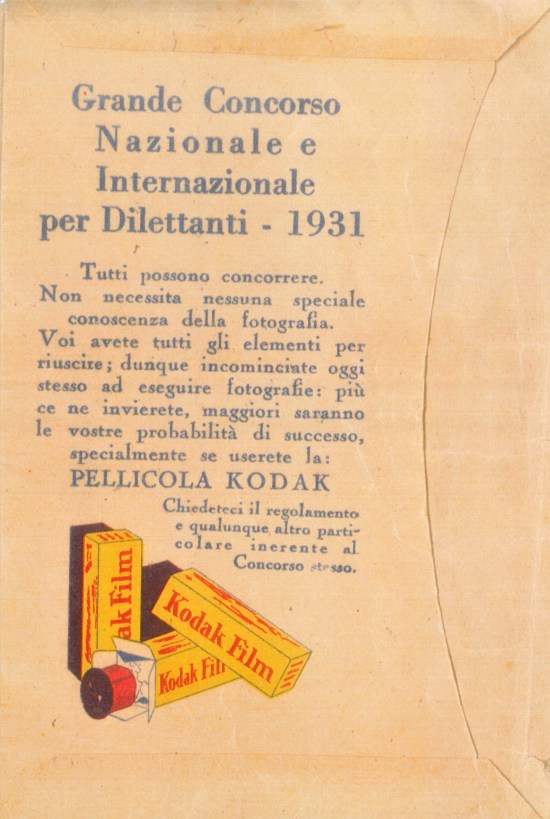 Grande Concorso
Nazionale e
Internazionale
per Dilettanti - 1931
Tutti possono concorrere.
Non necessita nessuna speciale
conoscenza della fotografia.
Voi avete tutti gli elementi per
riuscire; dunque incominciate oggi
stesso ad eseguire fotografie: più
ce ne invierete, maggiori saranno
le vostre probabilità di successo,
specialmente se userete la:
PELLICOLA KODAK
Chiedeteci il regolamento
e qualunque altro parti-
colare inerente al
Concorso stesso.
ak Film
Kodak Film
Kodak Fil